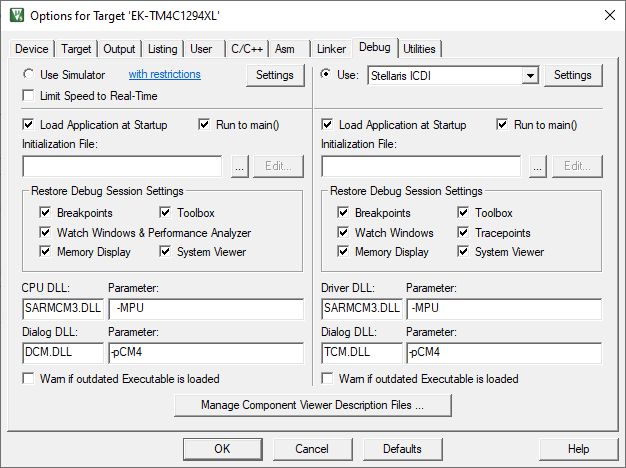 Options for Target 'EK-TM4C1294XL'
Device Target Output Listing User C/C++ Asm Linker Debug Utilities
Use Simulator with restrictions Settings
Limit Speed to Real-Time
Use: Stellaris ICDI Settings
Load Application at Startup Run to main()
Initialization File:
... Edit...
Load Application at Startup Run to main()
Initialization File:
... Edit...
Restore Debug Session Settings
Breakpoints Toolbox
Watch Windows & Performance Analyzer
Memory Display System Viewer
Restore Debug Session Settings
Breakpoints Toolbox
Watch Windows Tracepoints
Memory Display System Viewer
CPU DLL: Parameter:
SARMCM3.DLL -MPU
Dialog DLL: Parameter:
DCM.DLL -pCM4
Warn if outdated Executable is loaded
Driver DLL: Parameter:
SARMCM3.DLL -MPU
Dialog DLL: Parameter:
TCM.DLL -pCM4
Warn if outdated Executable is loaded
Manage Component Viewer Description Files ...
OK Cancel Defaults Help